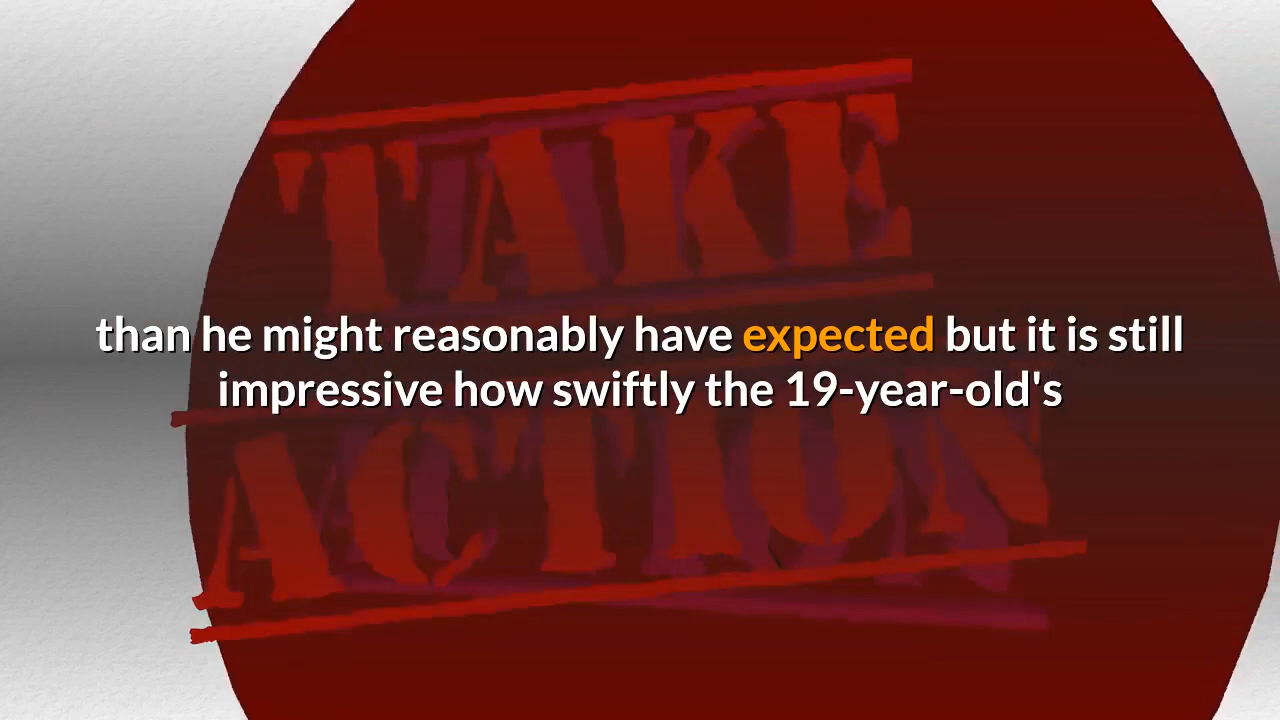 TAKE
than he might reasonably have expected but it is still
impressive how swiftly the 19-year-old's
ACTION